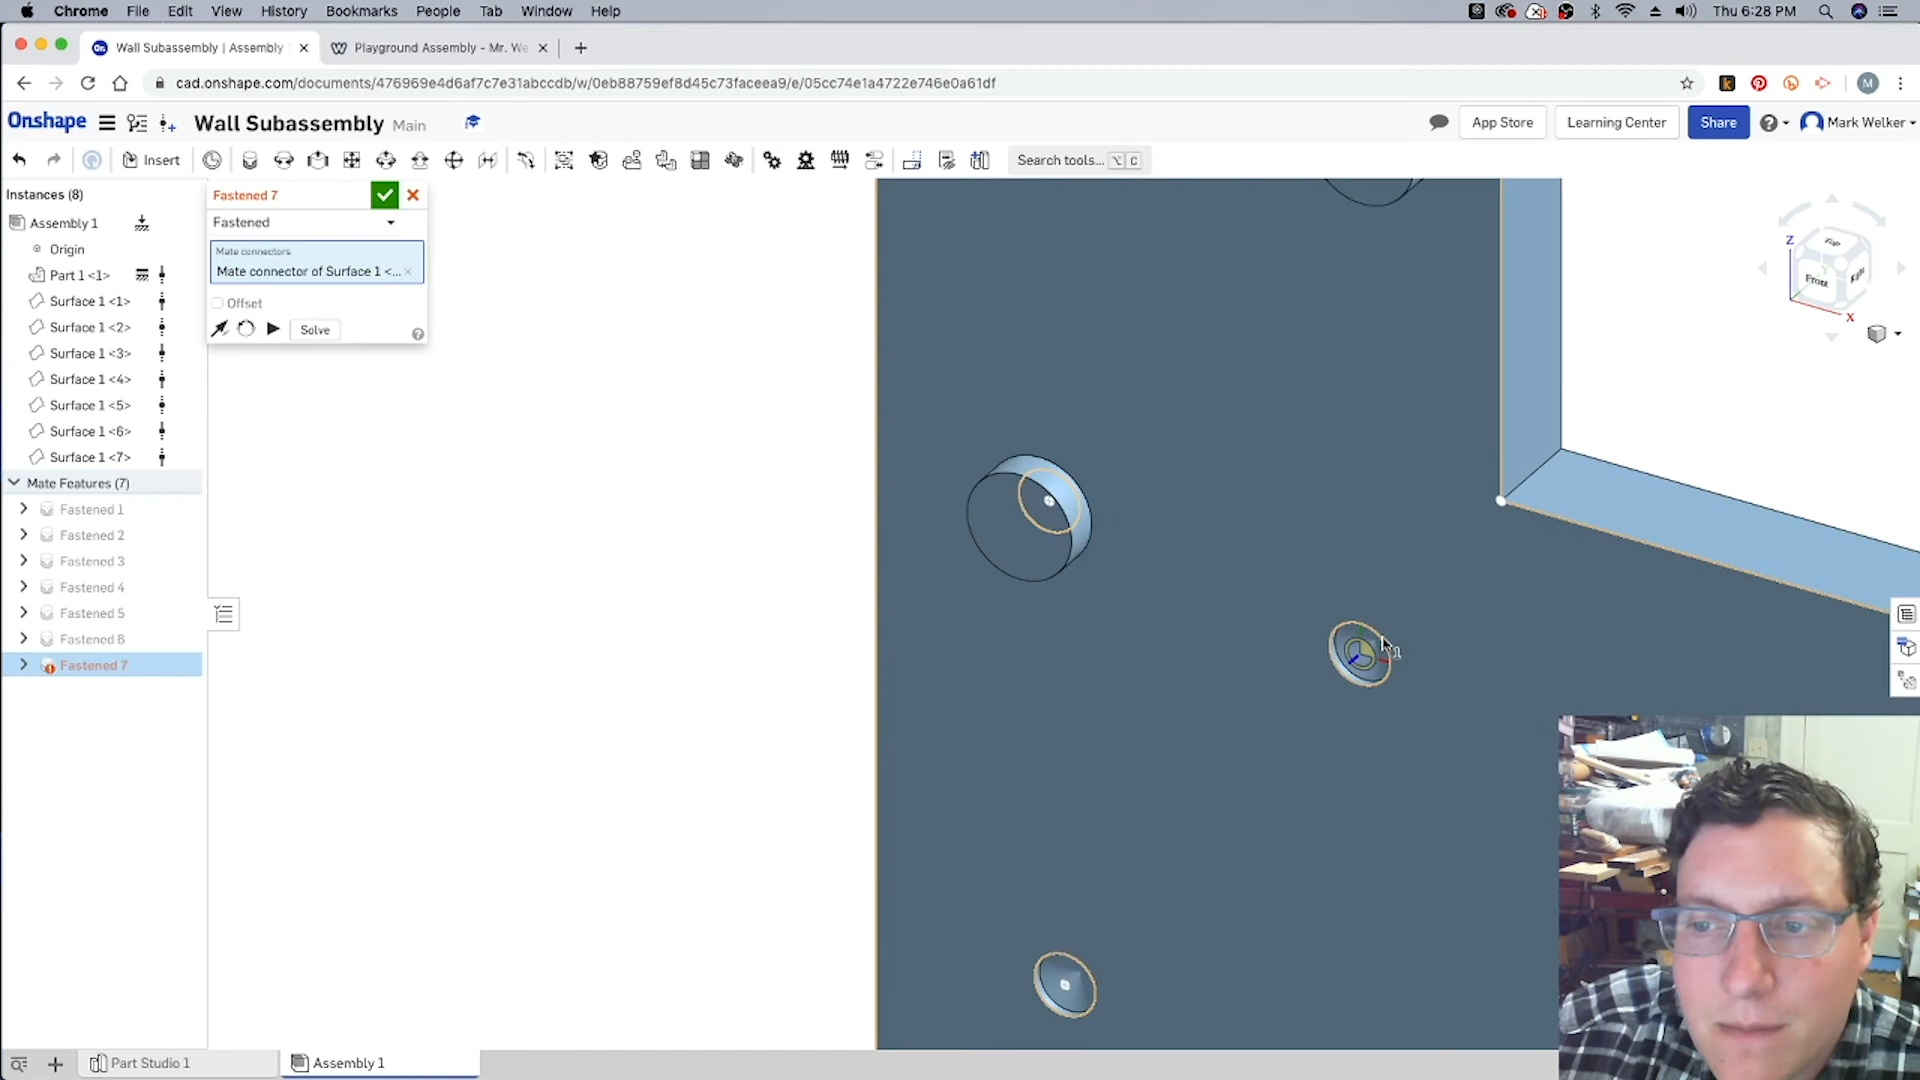 Chrome File Edit View History Bookmarks People Tab Window Help Thu 6:28 PM
Wall Subassembly | Assembly
Playground Assembly - Mr. We
cad.onshape.com/documents/476969e4d6af7c7e31abccdb/w/0eb88759ef8d45c73faceea9/e/05cc74e1a4722e746e0a61df
M
Onshape Wall Subassembly Main App Store Learning Center Share Mark Welker
Insert Search tools... ⌥ C
Instances (8)
Assembly 1
Origin
Part 1 <1>
Surface 1 <1>
Surface 1 <2>
Surface 1 <3>
Surface 1 <4>
Surface 1 <5>
Surface 1 <6>
Surface 1 <7>
Mate Features (7)
Fastened 1
Fastened 2
Fastened 3
Fastened 4
Fastened 5
Fastened 6
Fastened 7
Fastened 7
Fastened
Mate connectors
Mate connector of Surface 1 <...
Offset
Solve
Z
Top
Front
Right
X
1
Part Studio 1
Assembly 1